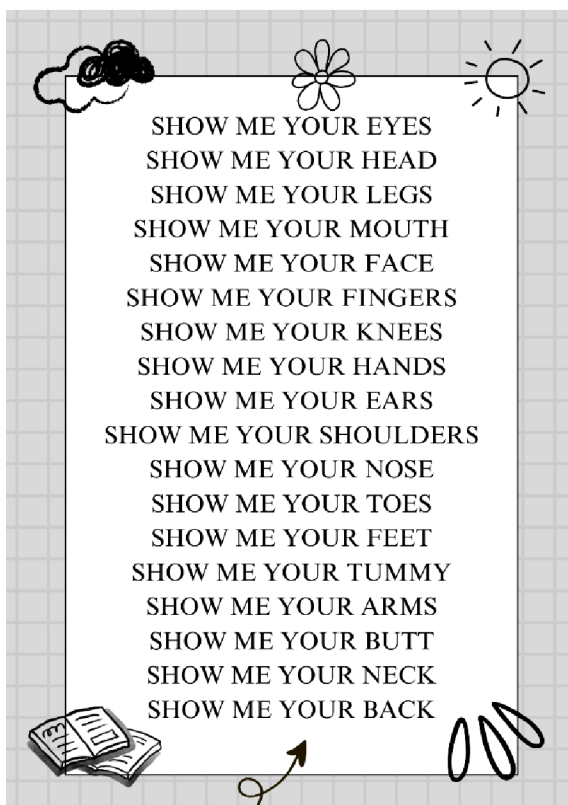 SHOW ME YOUR EYES
SHOW ME YOUR HEAD
SHOW ME YOUR LEGS
SHOW ME YOUR MOUTH
SHOW ME YOUR FACE
SHOW ME YOUR FINGERS
SHOW ME YOUR KNEES
SHOW ME YOUR HANDS
SHOW ME YOUR EARS
SHOW ME YOUR SHOULDERS
SHOW ME YOUR NOSE
SHOW ME YOUR TOES
SHOW ME YOUR FEET
SHOW ME YOUR TUMMY
SHOW ME YOUR ARMS
SHOW ME YOUR BUTT
SHOW ME YOUR NECK
SHOW ME YOUR BACK